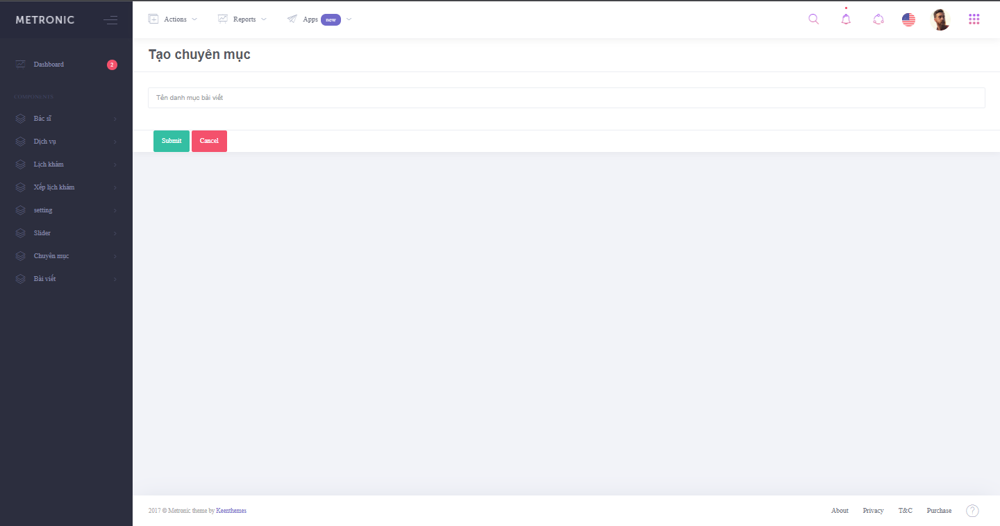 METRONIC
Actions
Reports
Apps new
Dashboard 2
COMPONENTS
Bác sĩ
Dịch vụ
Lịch khám
Xếp lịch khám
setting
Slider
Chuyên mục
Bài viết
Tạo chuyên mục
Tên danh mục bài viết
Submit Cancel
2017 © Metronic theme by Keenthemes
About Privacy T&C Purchase ?